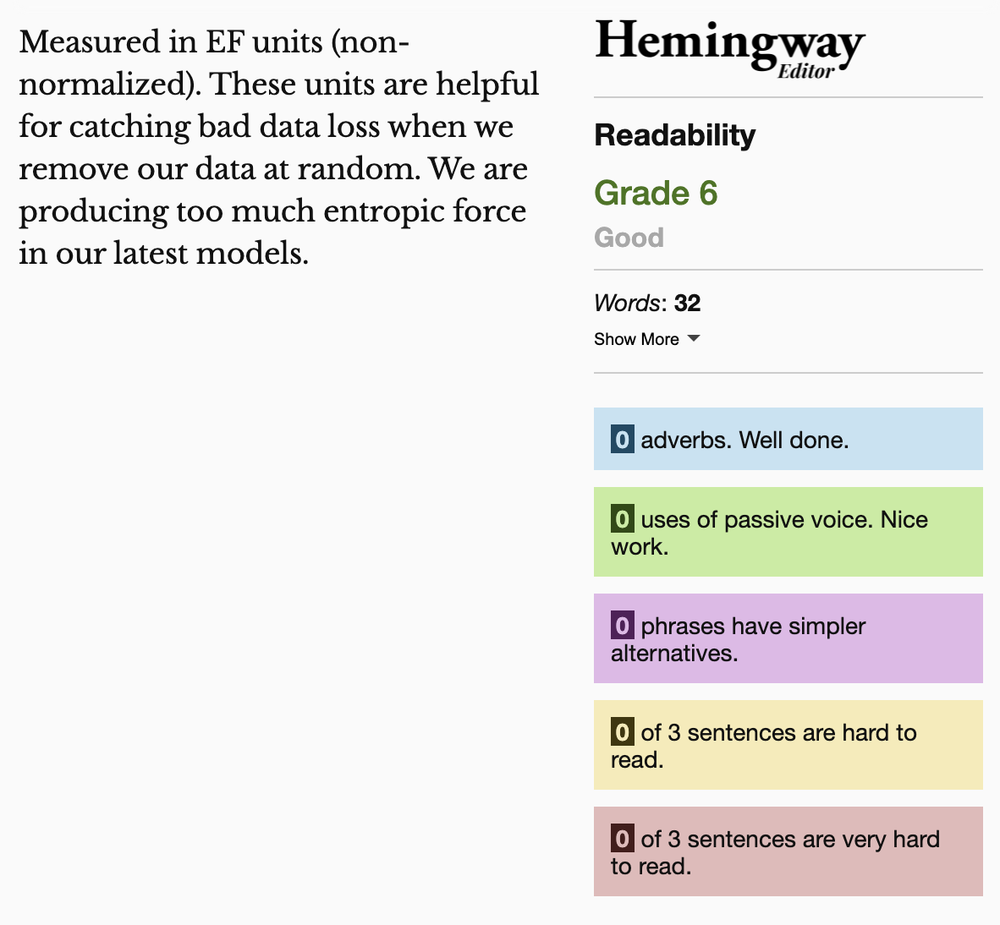 Measured in EF units (non-
normalized). These units are helpful
for catching bad data loss when we
remove our data at random. We are
producing too much entropic force
in our latest models.
Hemingway
Editor
Readability
Grade 6
Good
Words: 32
Show More
0 adverbs. Well done.
0 uses of passive voice. Nice
work.
0 phrases have simpler
alternatives.
0 of 3 sentences are hard to
read.
0 of 3 sentences are very hard
to read.